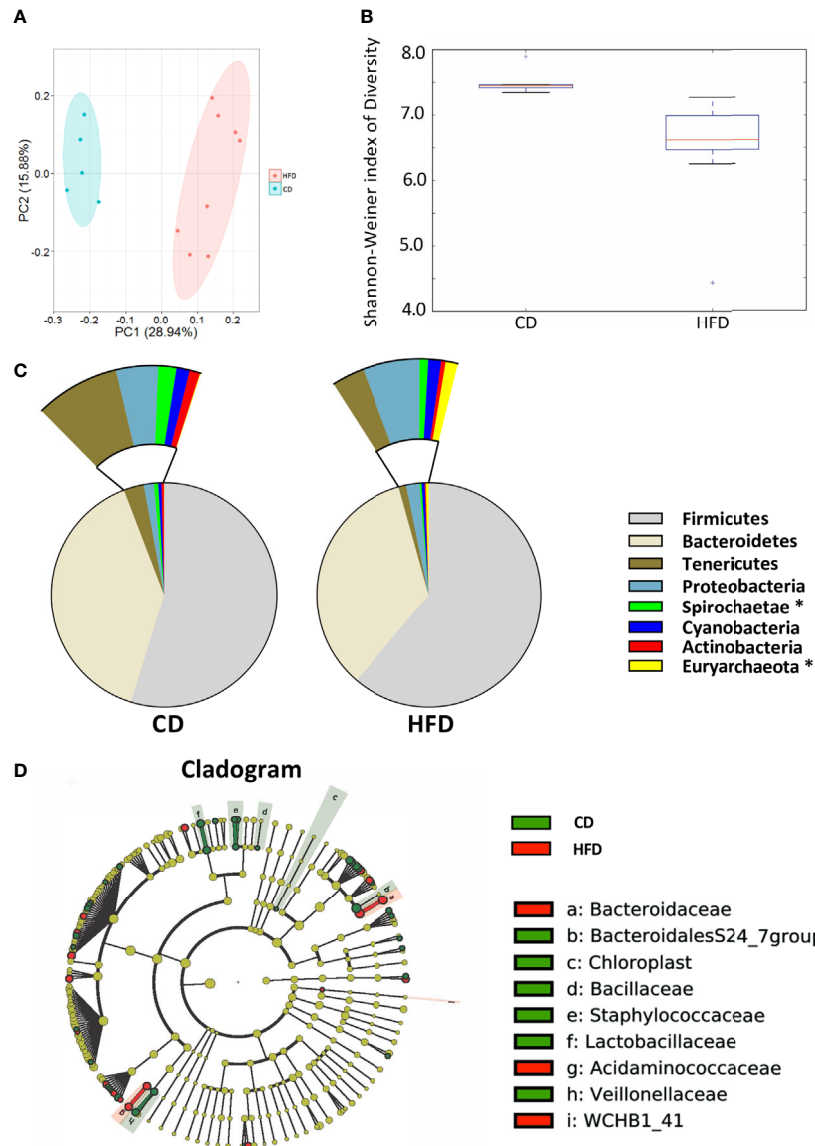 A
PC2 (15.88%)
0.2
0.0
-0.2
-0.3
-0.2
-0.1
0.0
0.1
0.2
PC1 (28.94%)
HFD
CD
B
Shannon-Weiner index of Diversity
8.0
7.0
6.0
5.0
4.0
CD
HFD
C
CD
HFD
Firmicutes
Bacteroidetes
Tenericutes
Proteobacteria
Spirochaetae *
Cyanobacteria
Actinobacteria
Euryarchaeota *
D
Cladogram
f
e
d
c
b
a
g
h
CD
HFD
a: Bacteroidaceae
b: BacteroidalesS24_7group
c: Chloroplast
d: Bacillaceae
e: Staphylococcaceae
f: Lactobacillaceae
g: Acidaminococcaceae
h: Veillonellaceae
i: WCHB1_41